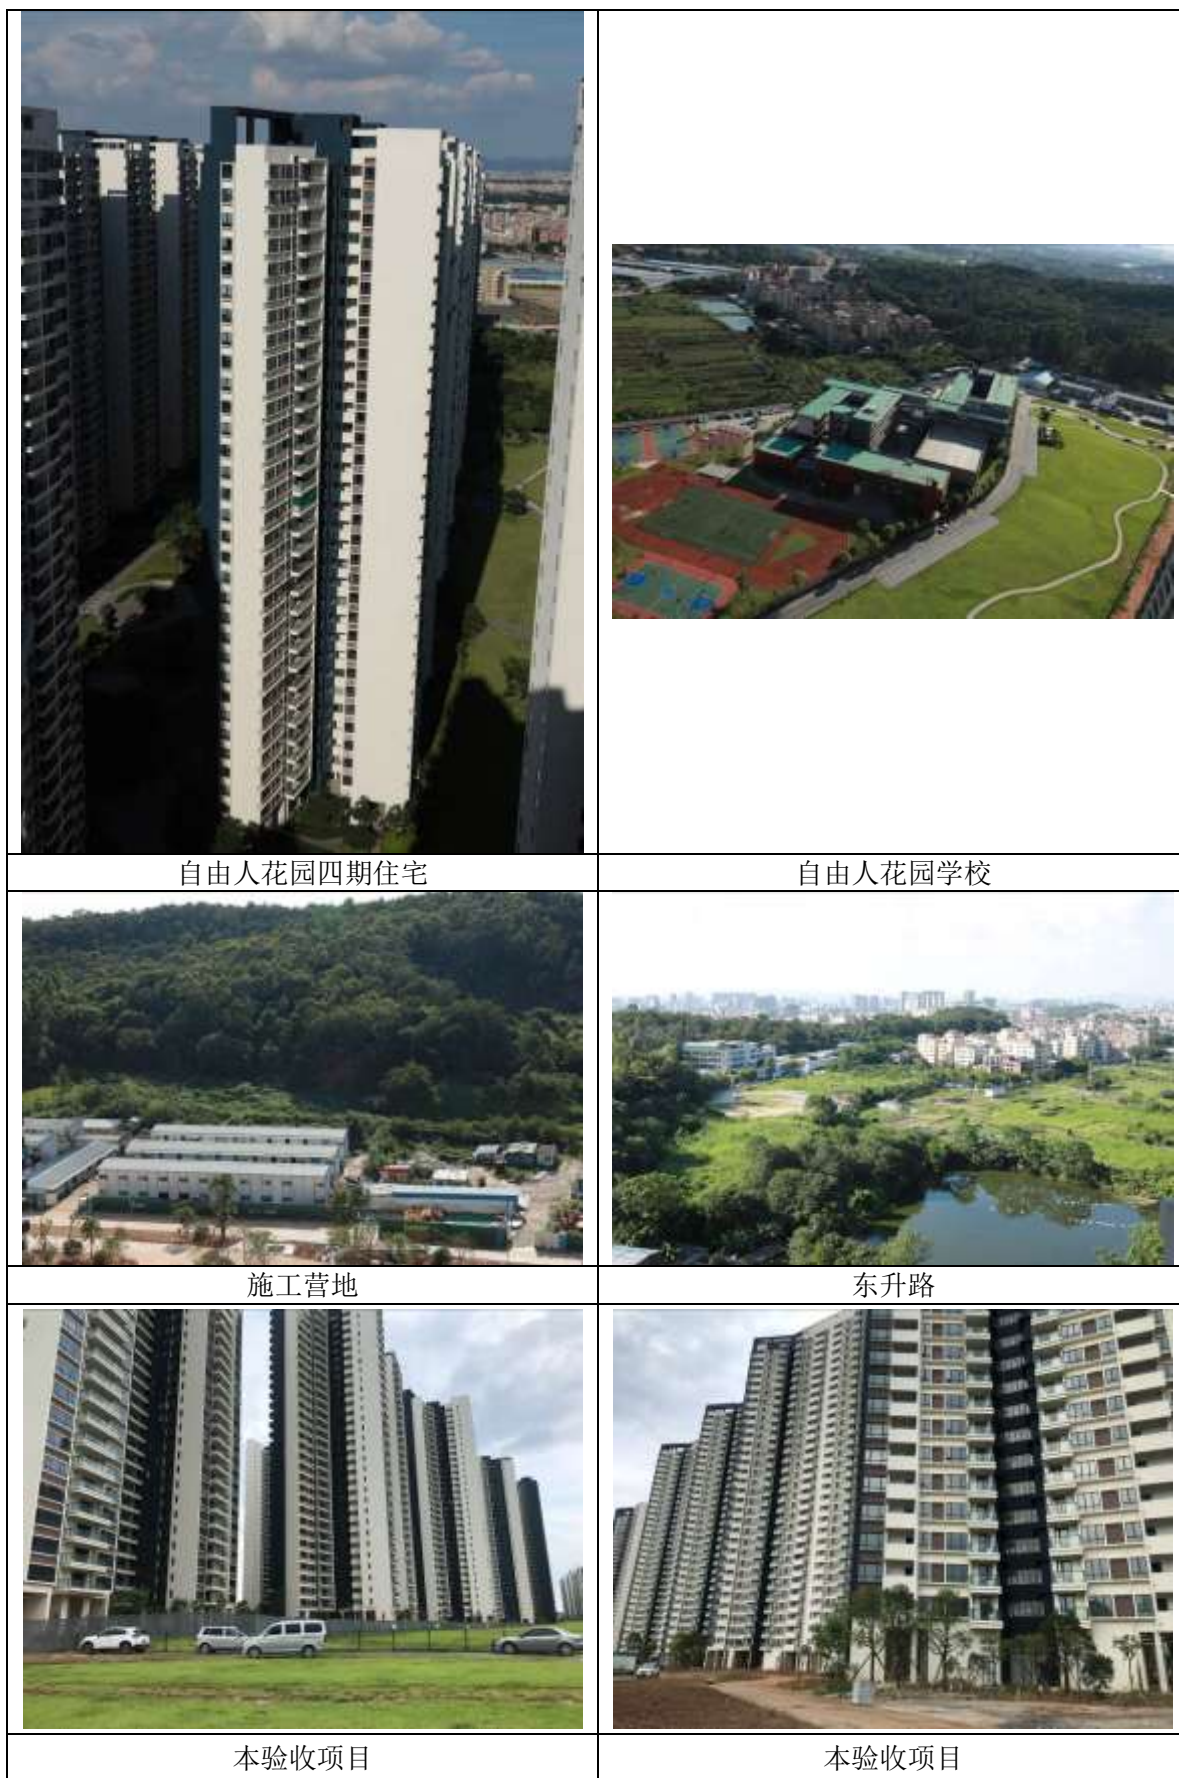 自由人花园四期住宅
自由人花园学校
施工营地
东升路
本验收项目
本验收项目